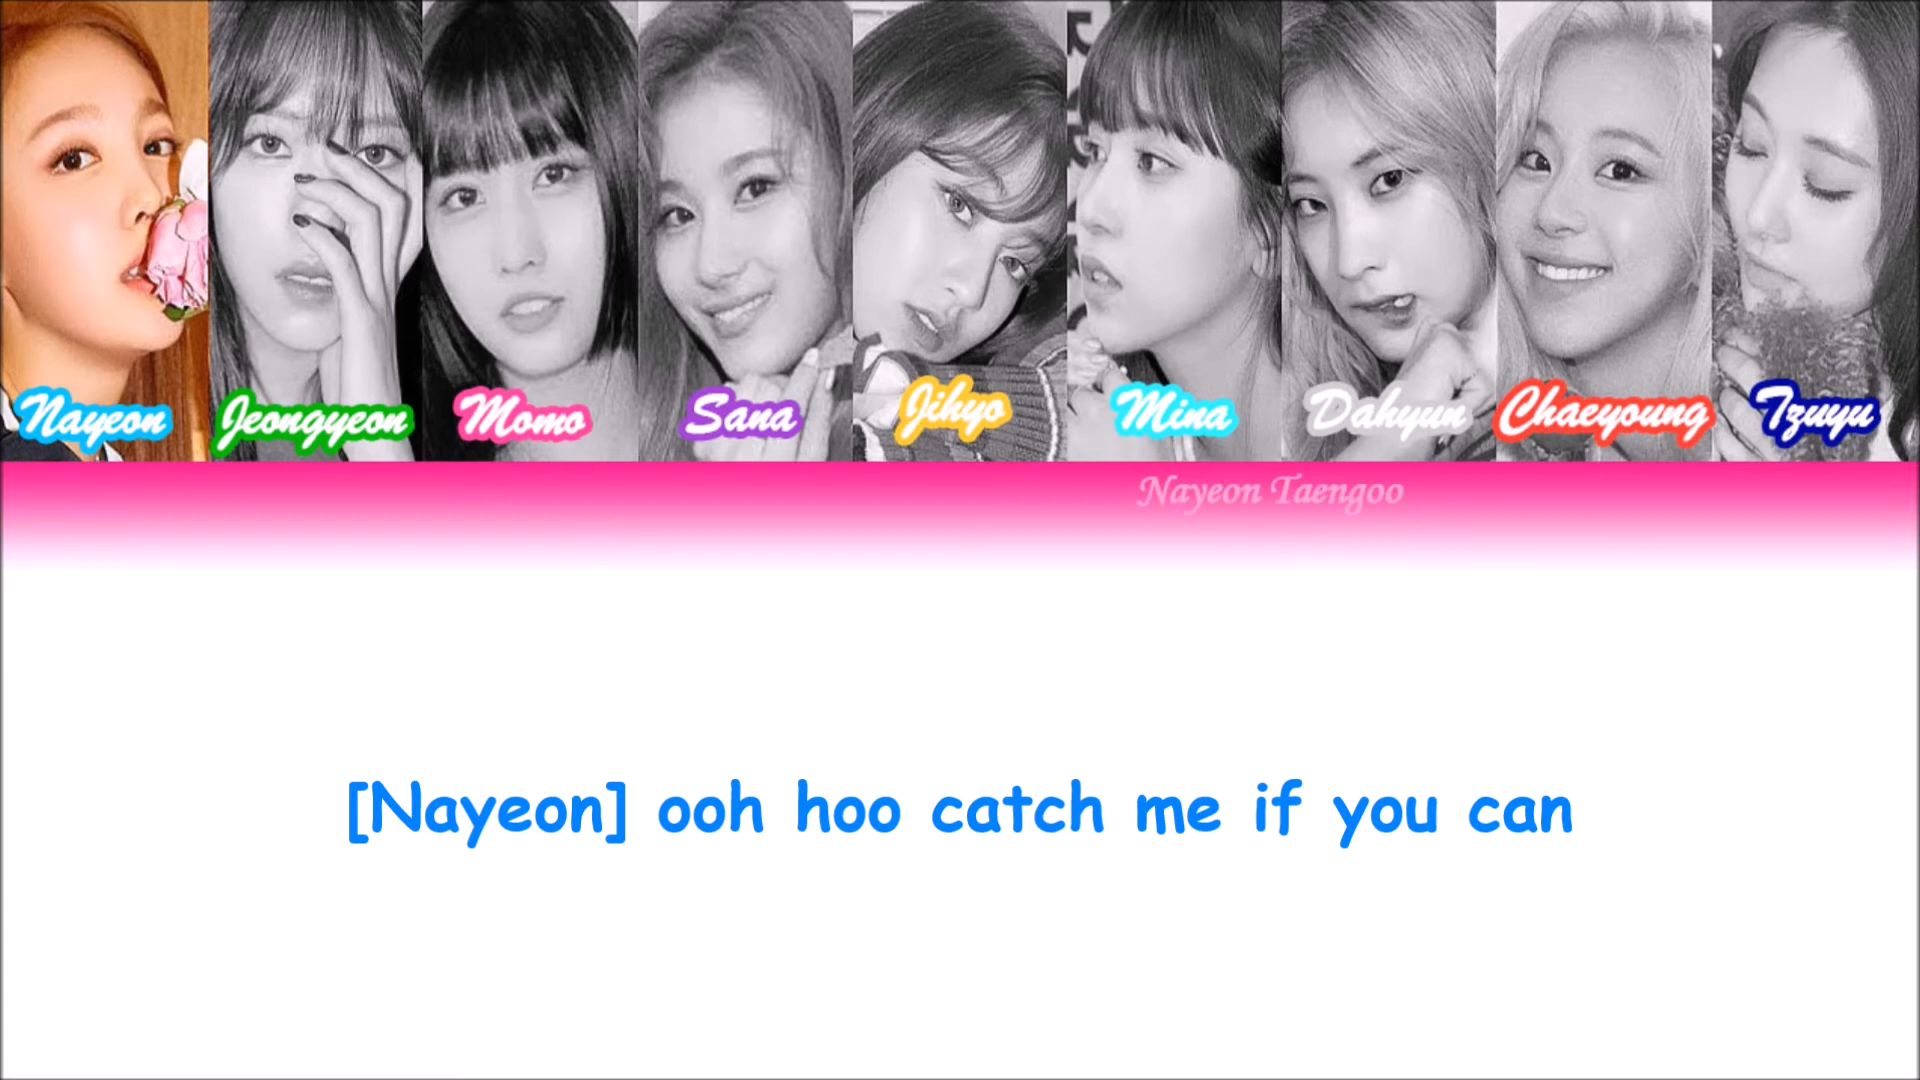 Nayeon Jeongyeon Momo Sana Jihyo Mina Dahyun Chaeyoung Tzuyu
Nayeon Taengoo
[Nayeon] ooh hoo catch me if you can